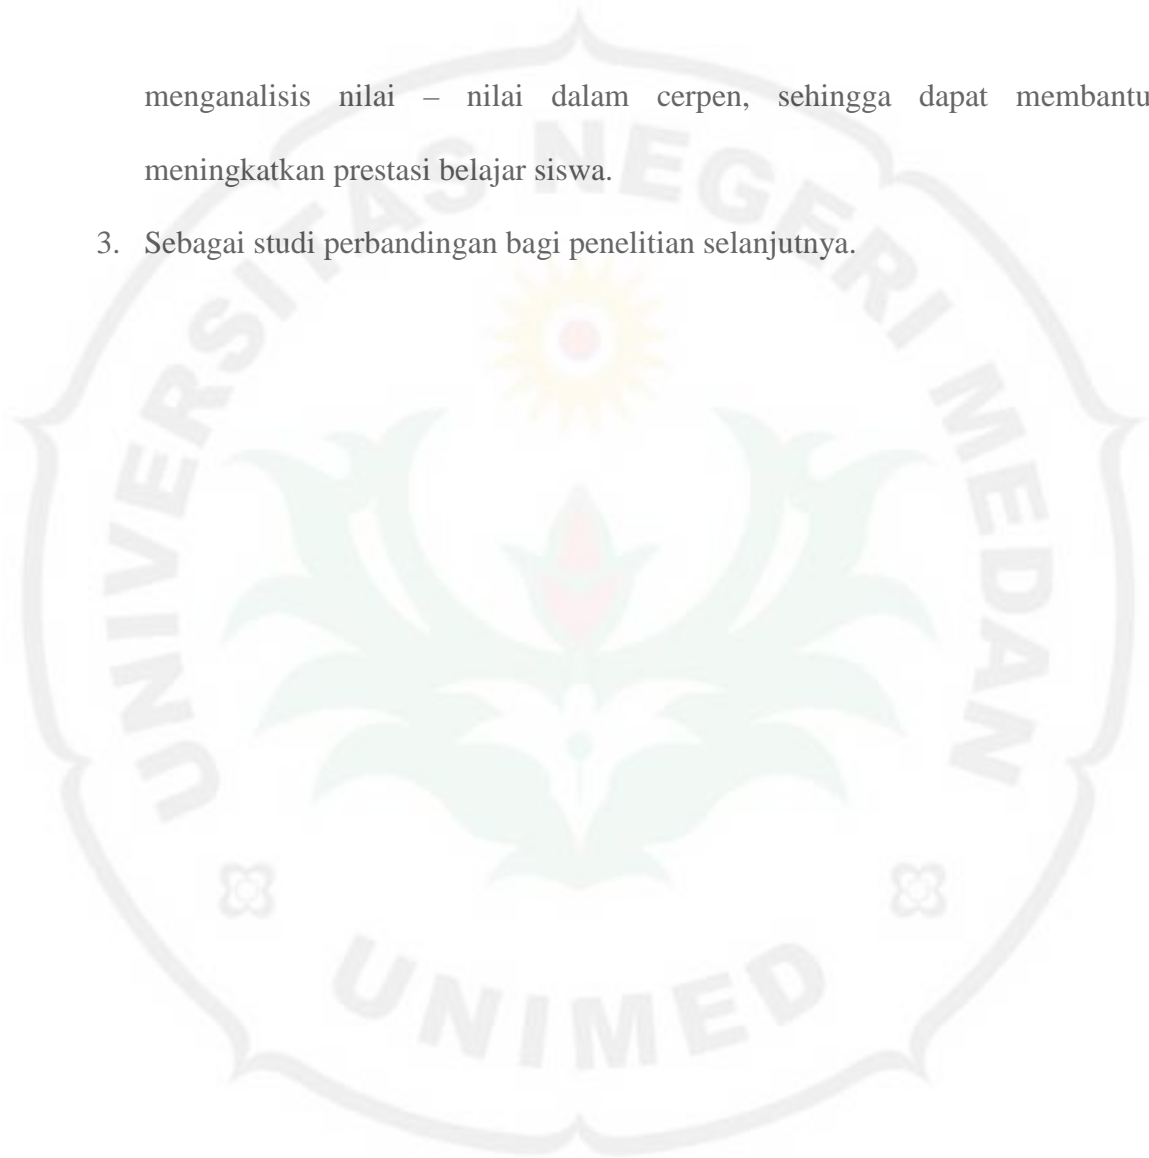 menganalisis nilai – nilai dalam cerpen, sehingga dapat membantu
meningkatkan prestasi belajar siswa.
3. Sebagai studi perbandingan bagi penelitian selanjutnya.
UNIVERSITAS NEGERI MEDAN
UNIMED